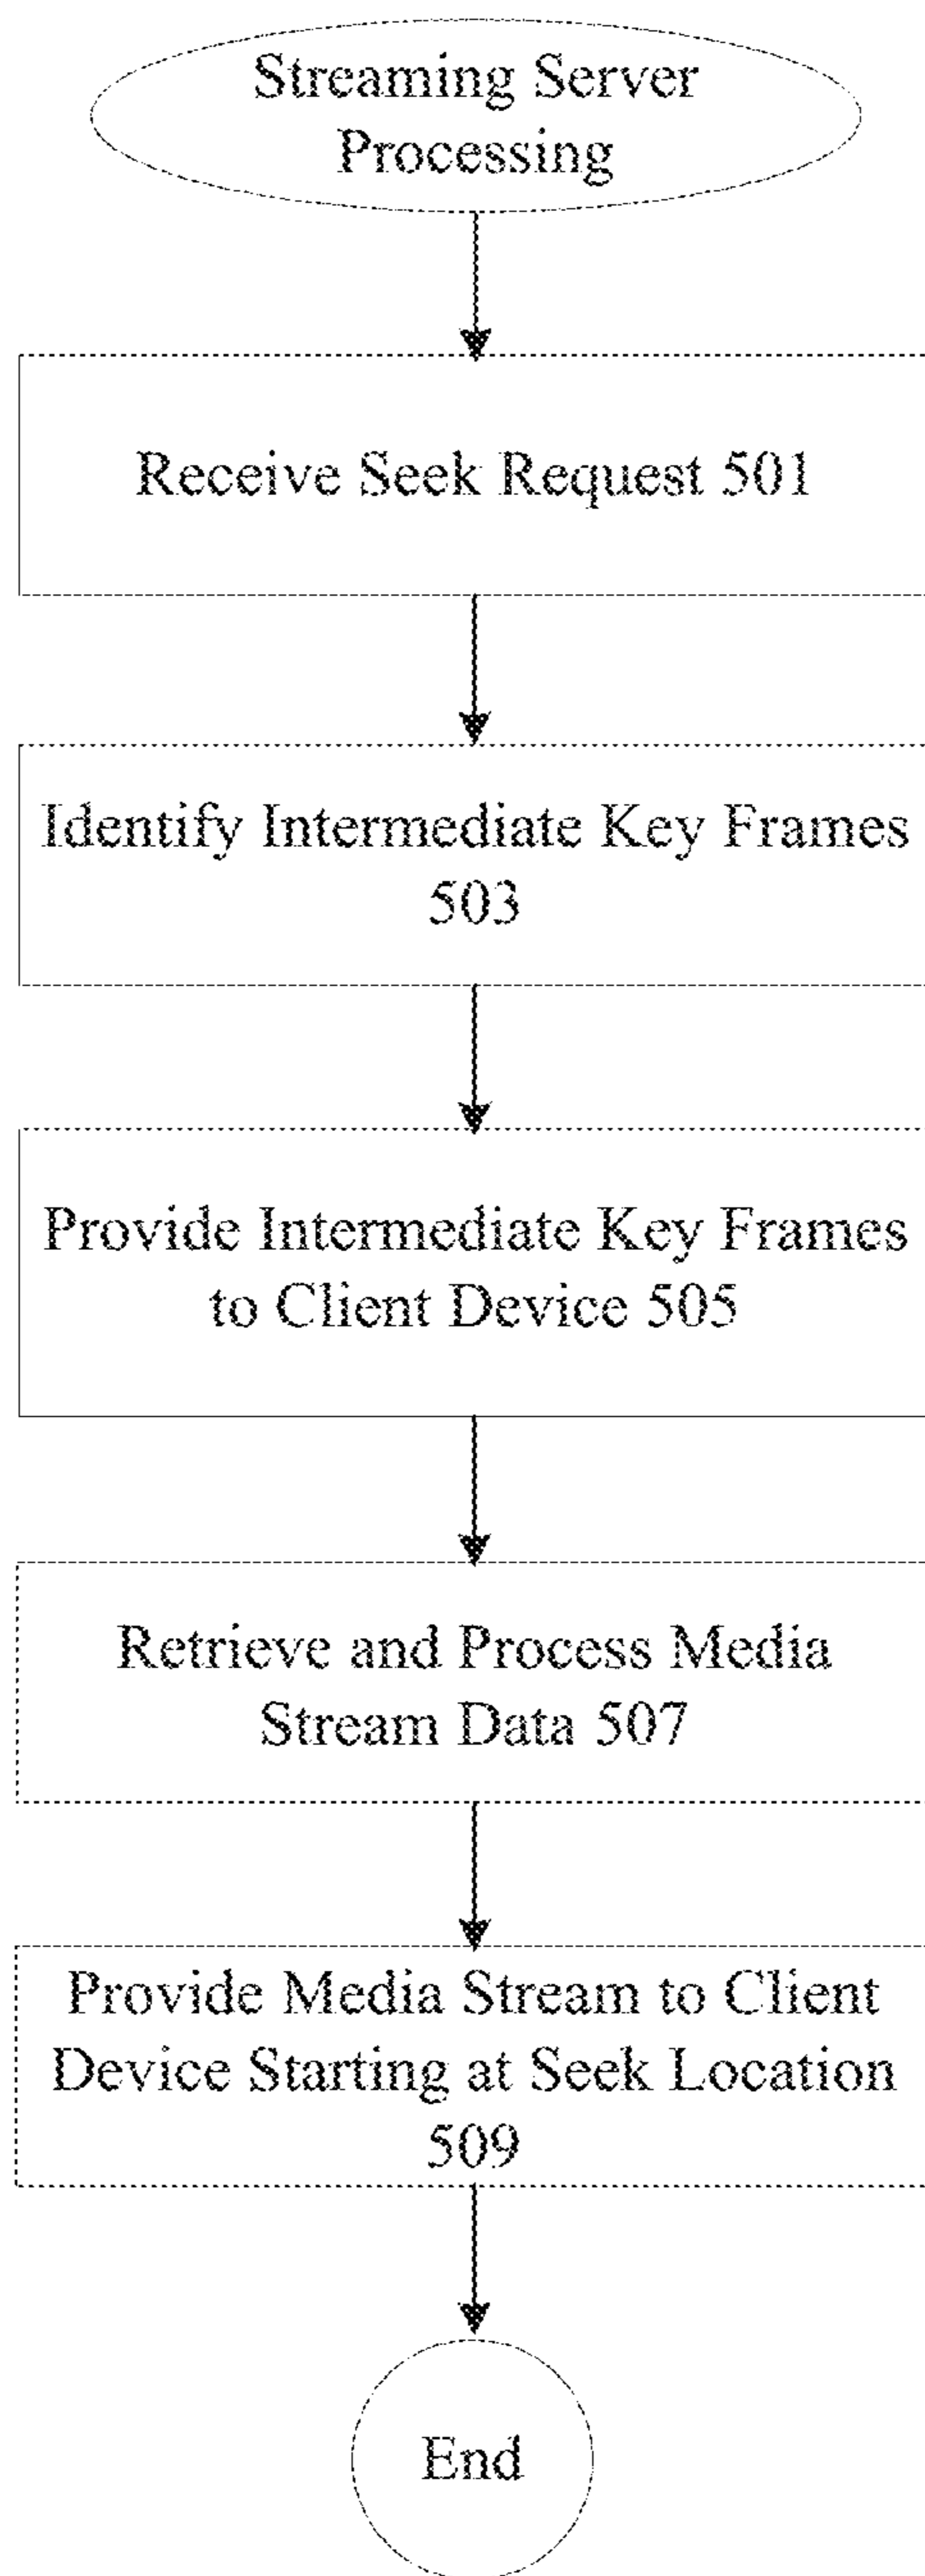 Streaming Server
Processing
Receive Seek Request 501
Identify Intermediate Key Frames
503
Provide Intermediate Key Frames
to Client Device 505
Retrieve and Process Media
Stream Data 507
Provide Media Stream to Client
Device Starting at Seek Location
509
End